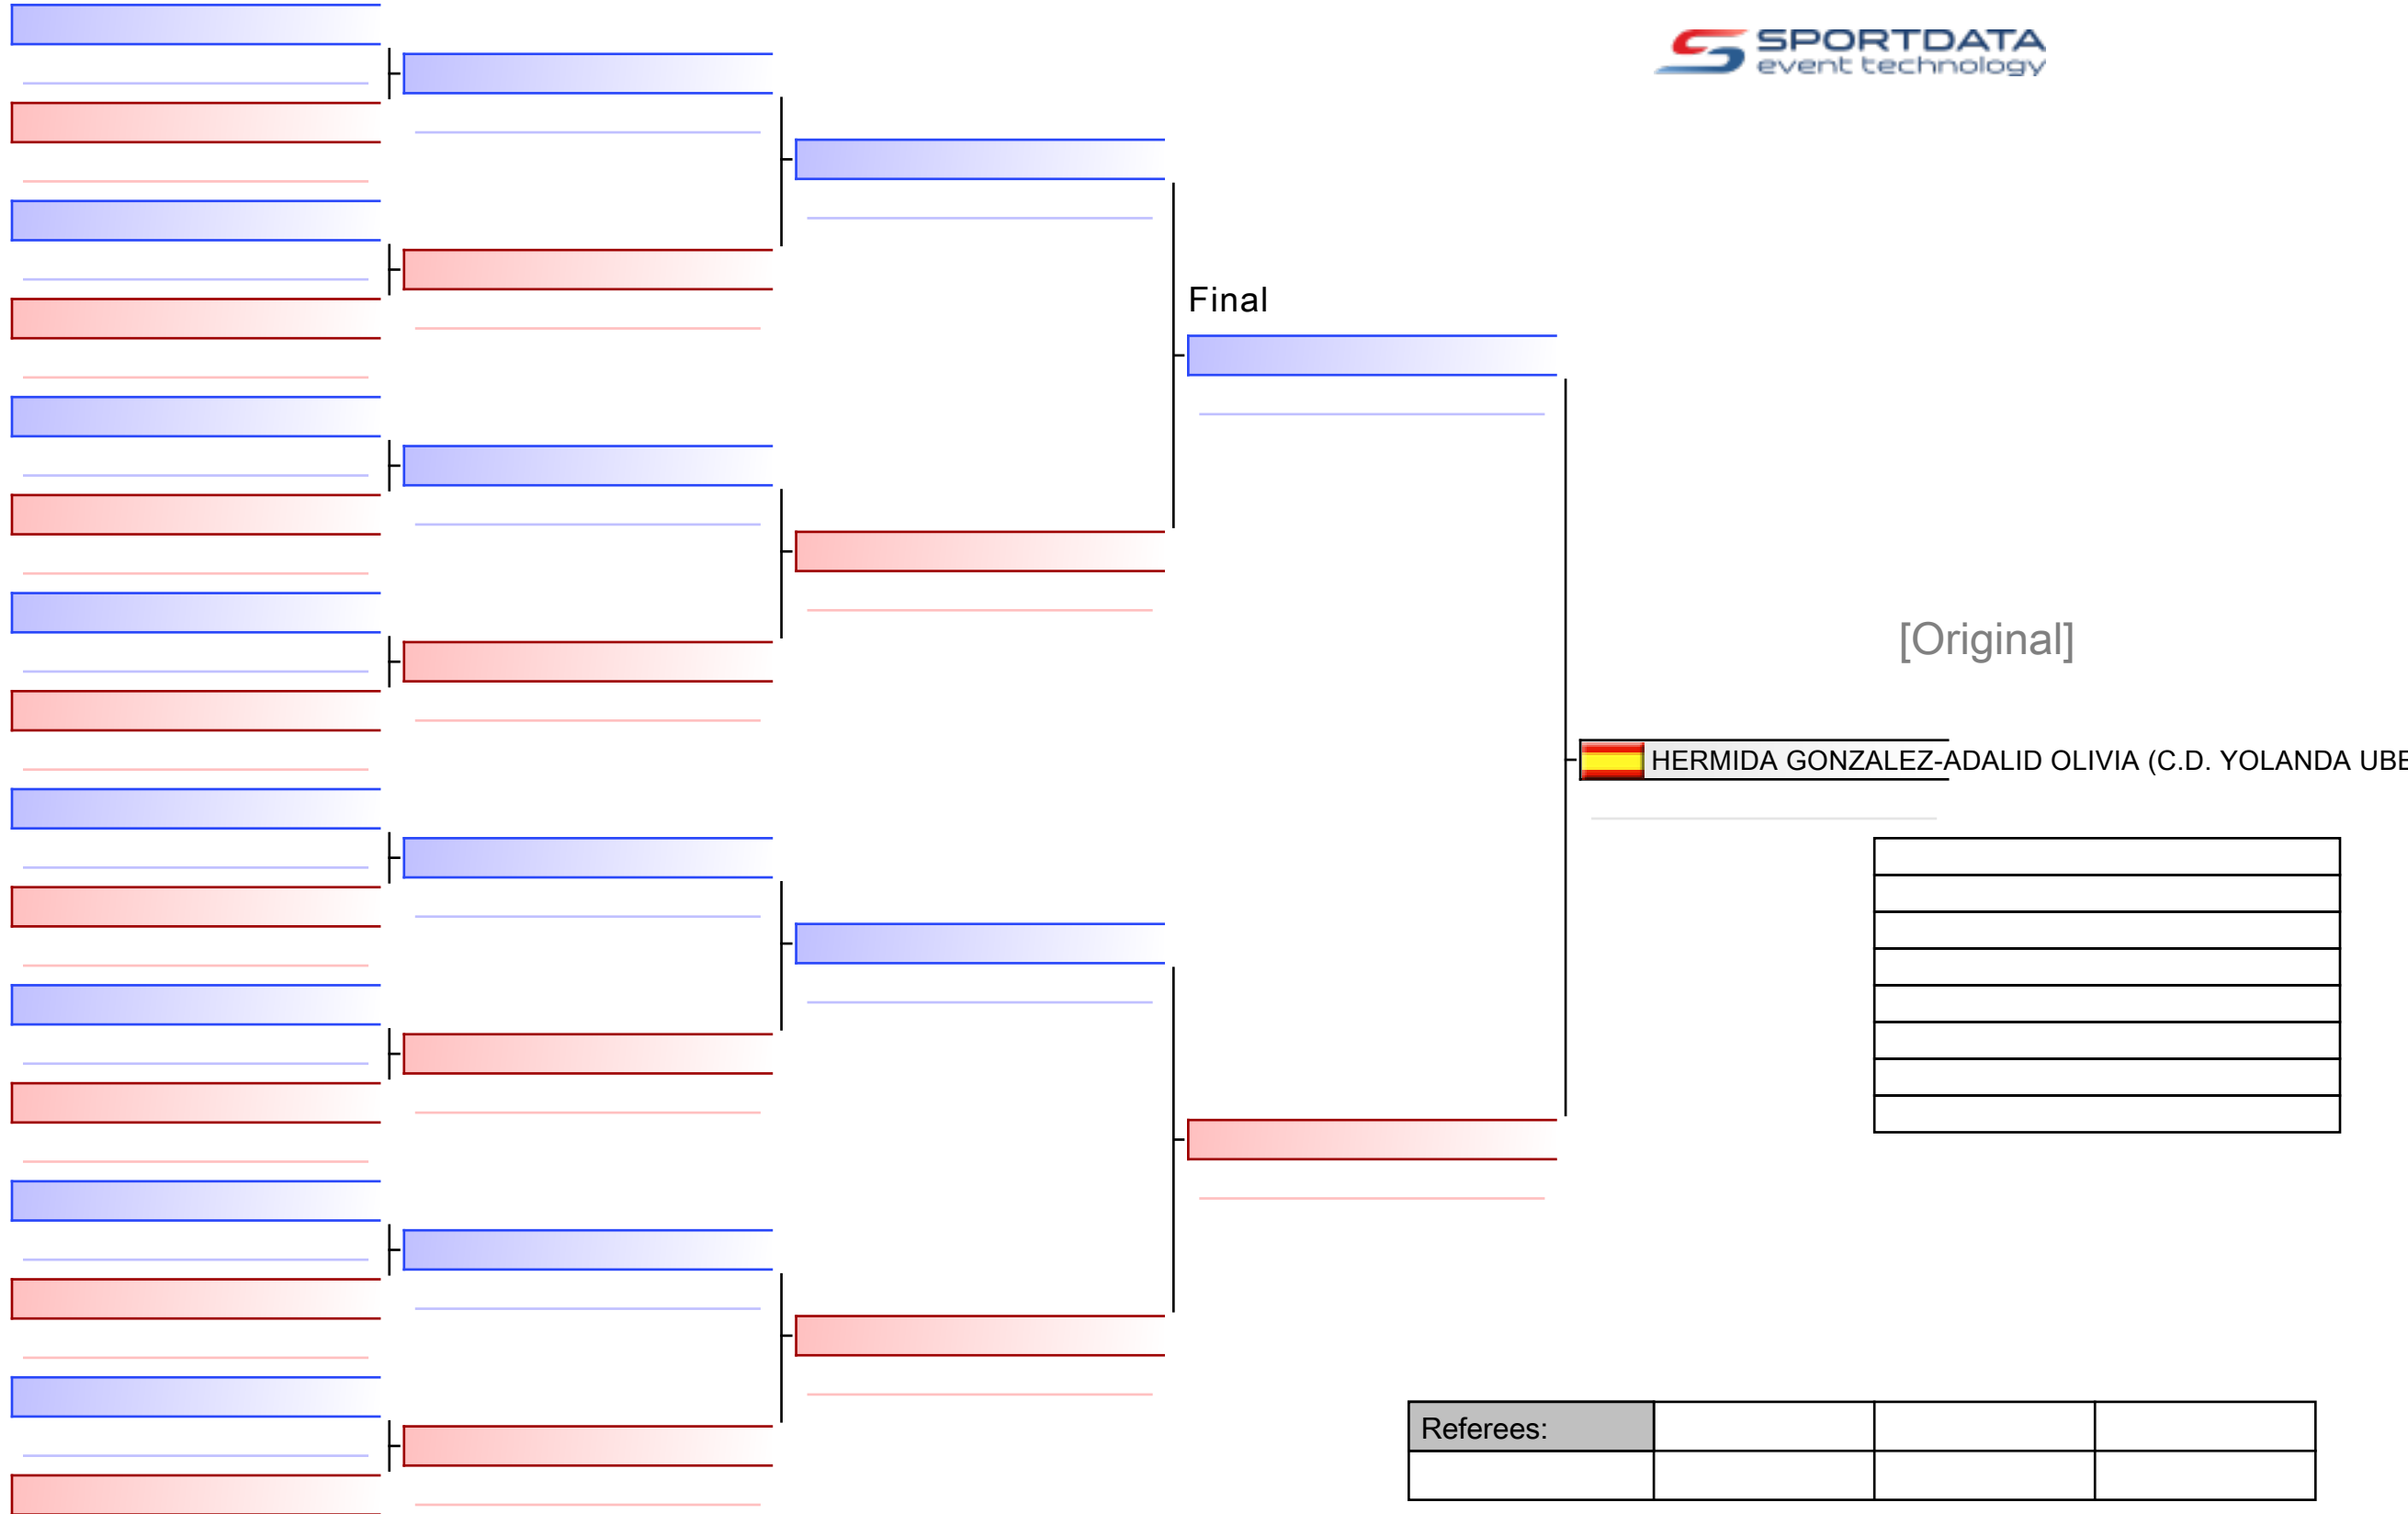 SPORTDATA
event technology
Final
[Original]
HERMIDA GONZALEZ-ADALID OLIVIA (C.D. YOLANDA
Referees: